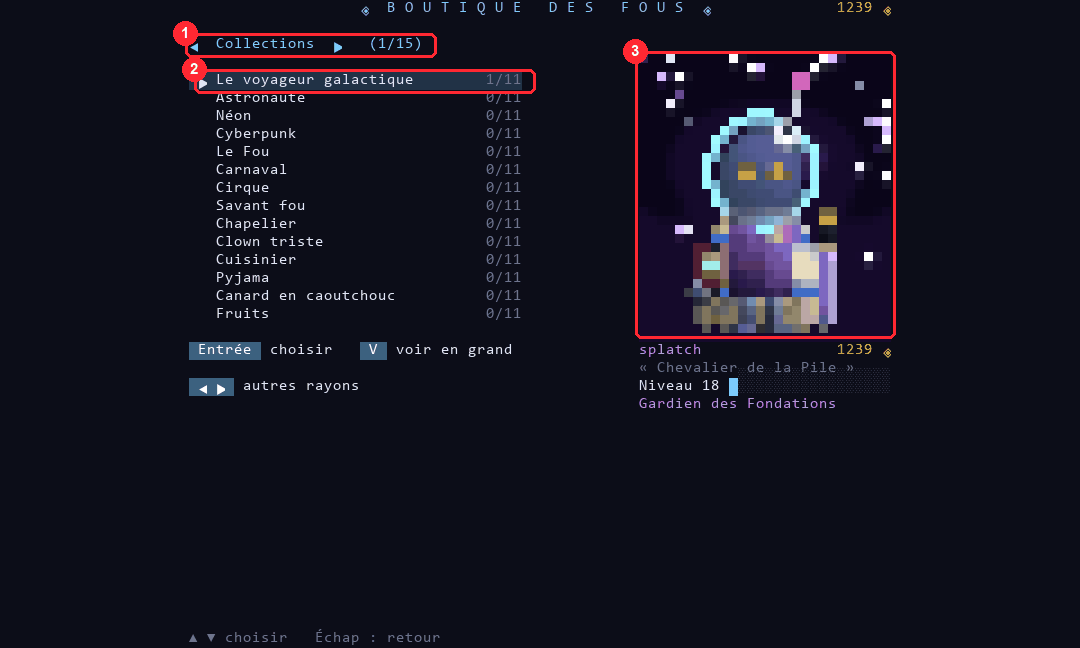 ◈ BOUTIQUE DES FOUS ◈ 1239 ◈
1
◀ Collections ▶ (1/15)
2
3
▶ Le voyageur galactique 1/11
Astronaute 0/11
Néon 0/11
Cyberpunk 0/11
Le Fou 0/11
Carnaval 0/11
Cirque 0/11
Savant fou 0/11
Chapelier 0/11
Clown triste 0/11
Cuisinier 0/11
Pyjama 0/11
Canard en caoutchouc 0/11
Fruits 0/11
Entrée choisir V voir en grand
◀ ▶ autres rayons
splatch 1239 ◈
« Chevalier de la Pile »
Niveau 18
Gardien des Fondations
▲ ▼ choisir Échap : retour